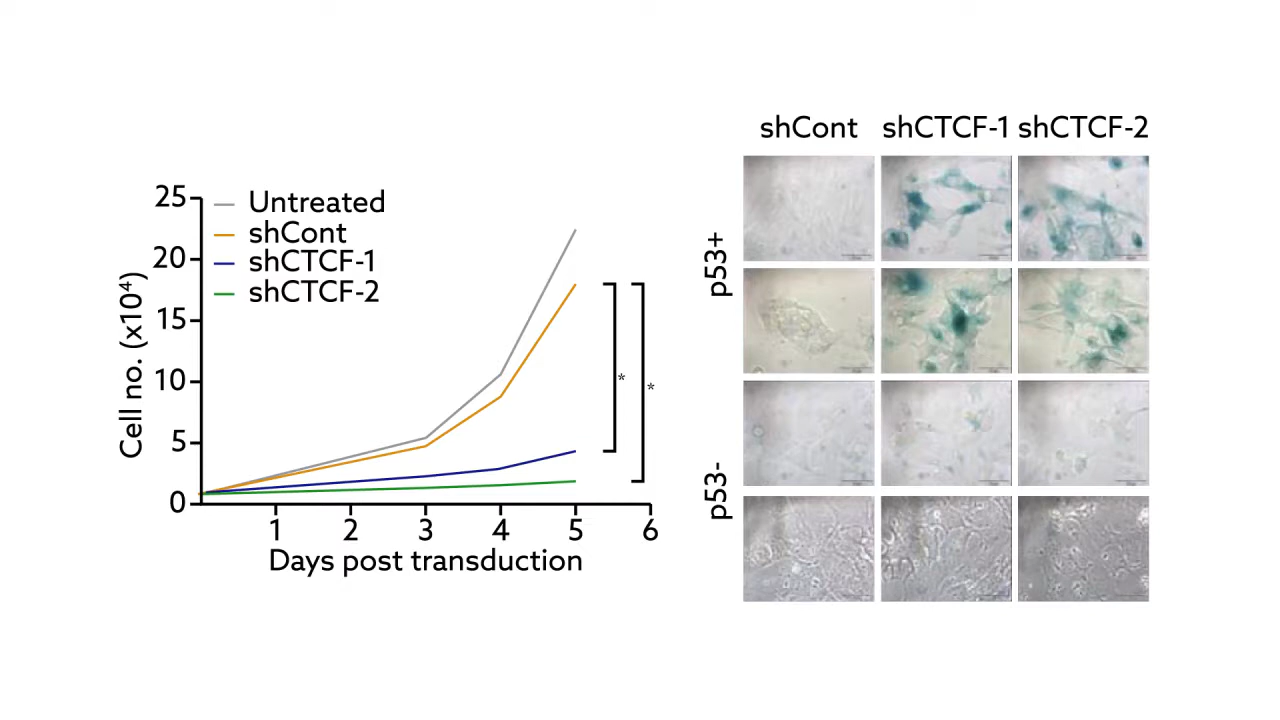 25
20
15
10
5
0
Cell no. (x10⁴)
Untreated
shCont
shCTCF-1
shCTCF-2
*
*
1 2 3 4 5 6
Days post transduction
shCont shCTCF-1 shCTCF-2
p53+
p53-